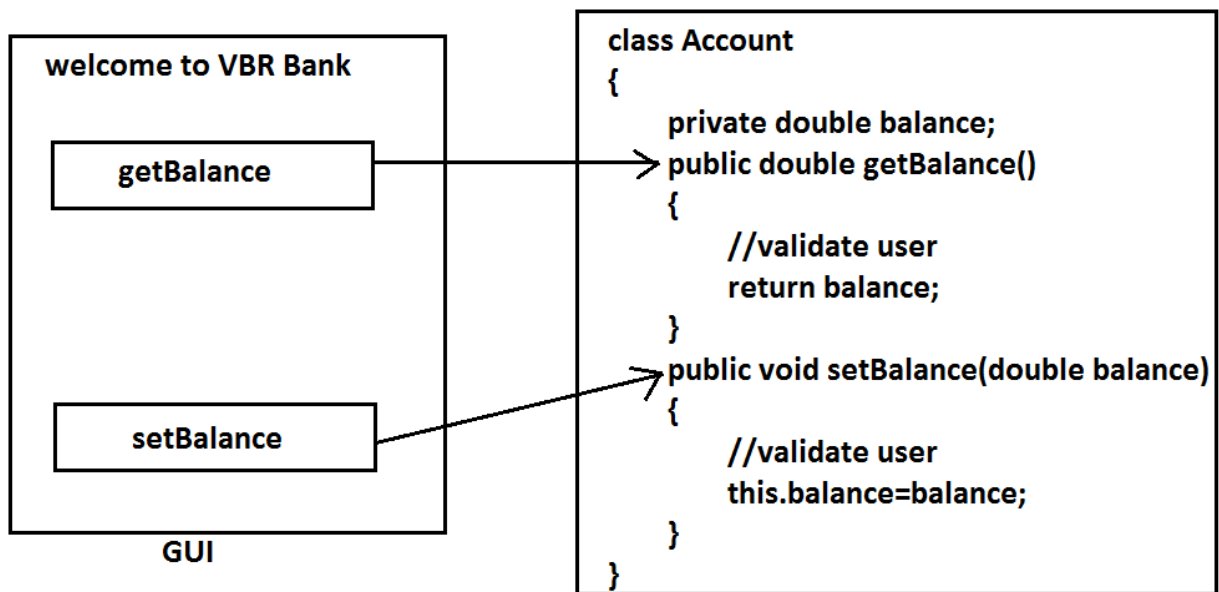 welcome to VBR Bank
getBalance
setBalance
GUI
class Account
{
private double balance;
public double getBalance()
{
//validate user
return balance;
}
public void setBalance(double balance)
{
//validate user
this.balance=balance;
}
}